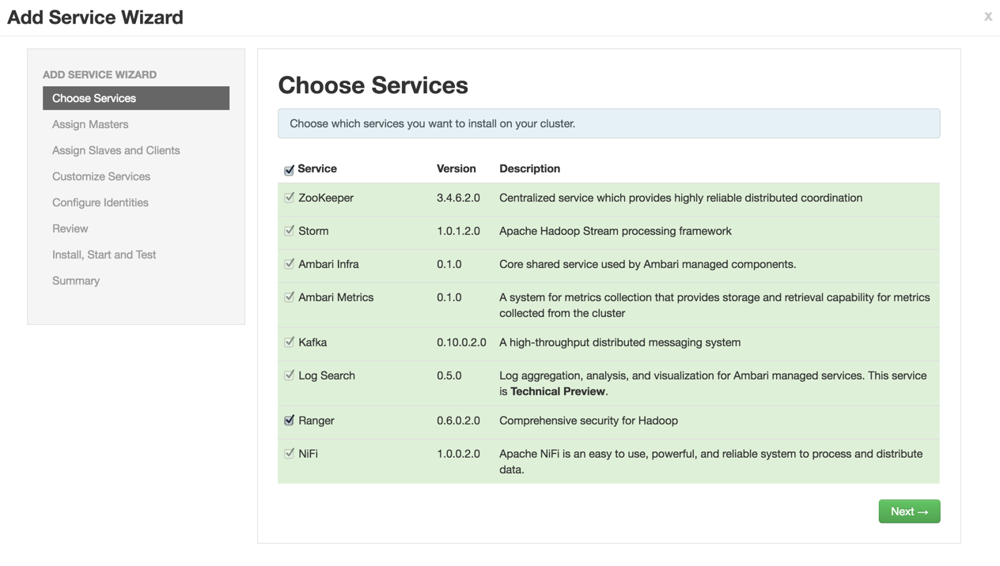 Add Service Wizard
x
ADD SERVICE WIZARD
Choose Services
Assign Masters
Assign Slaves and Clients
Customize Services
Configure Identities
Review
Install, Start and Test
Summary
Choose Services
Choose which services you want to install on your cluster.
Service Version Description
ZooKeeper 3.4.6.2.0 Centralized service which provides highly reliable distributed coordination
Storm 1.0.1.2.0 Apache Hadoop Stream processing framework
Ambari Infra 0.1.0 Core shared service used by Ambari managed components.
Ambari Metrics 0.1.0 A system for metrics collection that provides storage and retrieval capability for metrics
collected from the cluster
Kafka 0.10.0.2.0 A high-throughput distributed messaging system
Log Search 0.5.0 Log aggregation, analysis, and visualization for Ambari managed services. This service
is Technical Preview.
Ranger 0.6.0.2.0 Comprehensive security for Hadoop
NiFi 1.0.0.2.0 Apache NiFi is an easy to use, powerful, and reliable system to process and distribute
data.
Next →